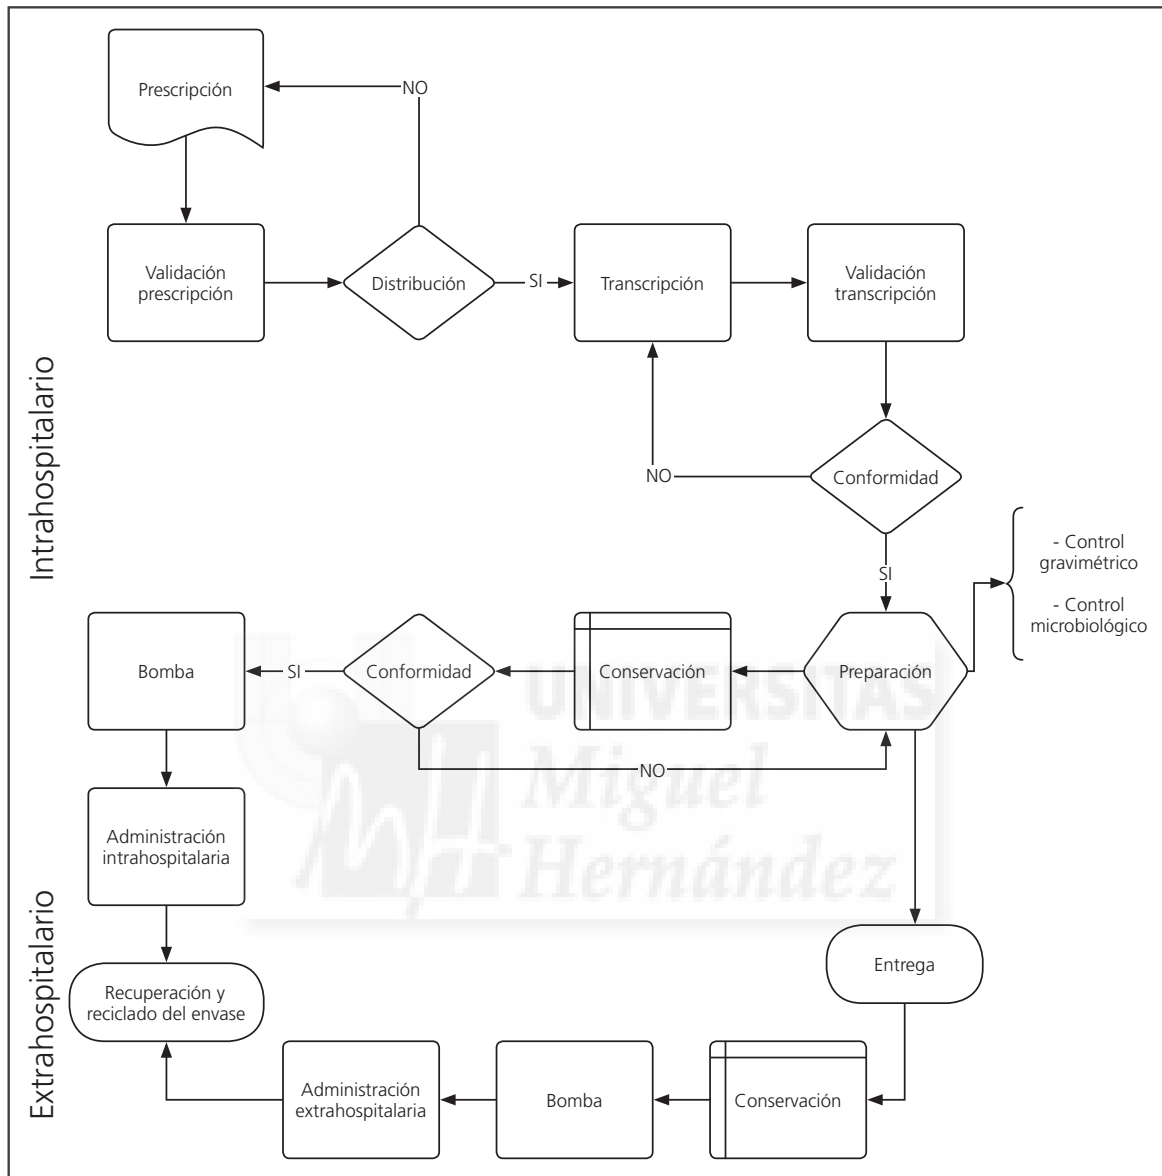 Prescripción
NO
Validación
prescripción
Distribución
SI
Transcripción
Validación
transcripción
Intrahospitalario
NO
Conformidad
SI
- Control
gravimétrico
- Control
microbiológico
Bomba
SI
Conformidad
Conservación
Preparación
UNIVERSITAS
Miguel
Hernández
NO
Administración
intrahospitalaria
Extrahospitalario
Entrega
Recuperación y
reciclado del envase
Administración
extrahospitalaria
Bomba
Conservación